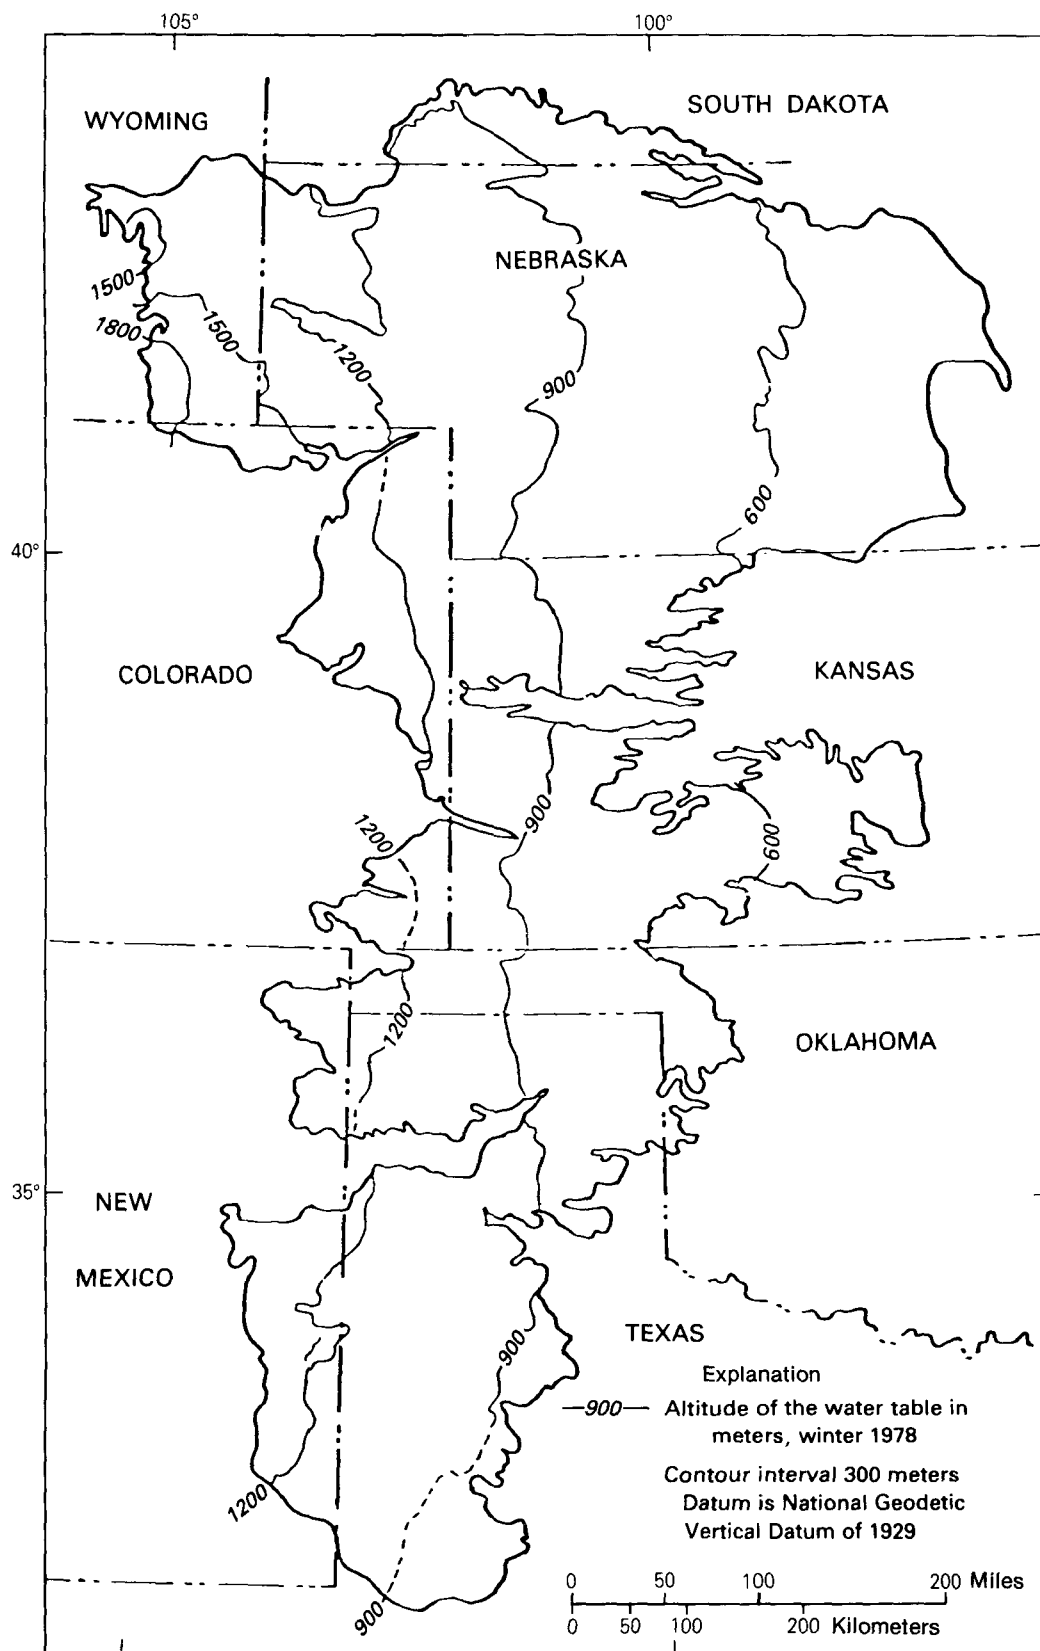 105° 100°
WYOMING
SOUTH DAKOTA
NEBRASKA
1500
1800
1500
1200
900
600
40°
COLORADO
KANSAS
1200
900
600
1200
OKLAHOMA
35°
NEW
MEXICO
TEXAS
900
1200
900
Explanation
—900— Altitude of the water table in
meters, winter 1978
Contour interval 300 meters
Datum is National Geodetic
Vertical Datum of 1929
0 50 100 200 Miles
0 50 100 200 Kilometers